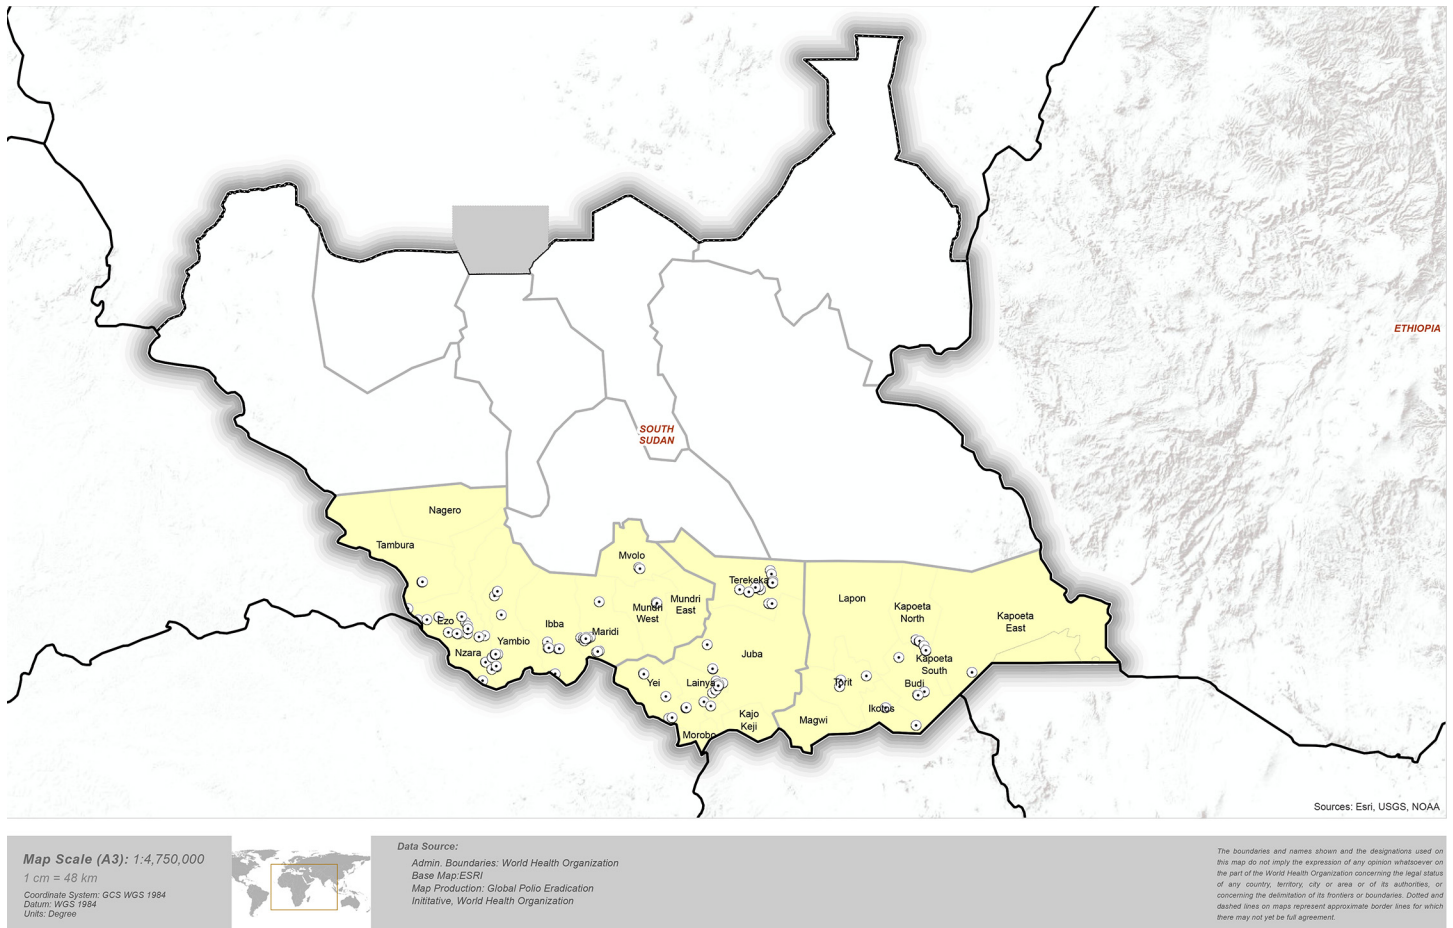 ETHIOPIA
SOUTH
SUDAN
Nagero
Tambura
Mvolo
Terekeka
Mundri
East
Mundri
West
Lapon
Kapoeta
North
Kapoeta
East
Ezo
Ibba
Maridi
Yambio
Nzara
Juba
Kapoeta
South
Yei
Lainya
Torit
Budi
Ikotos
Kajo
Keji
Magwi
Morobo
Sources: Esri, USGS, NOAA
Map Scale (A3): 1:4,750,000
1 cm = 48 km
Coordinate System: GCS WGS 1984
Datum: WGS 1984
Units: Degree
Data Source:
Admin. Boundaries: World Health Organization
Base Map:ESRI
Map Production: Global Polio Eradication
Inititative, World Health Organization
The boundaries and names shown and the designations used on
this map do not imply the expression of any opinion whatsoever on
the part of the World Health Organization concerning the legal status
of any country, territory, city or area or of its authorities, or
concerning the delimitation of its frontiers or boundaries. Dotted and
dashed lines on maps represent approximate border lines for which
there may not yet be full agreement.